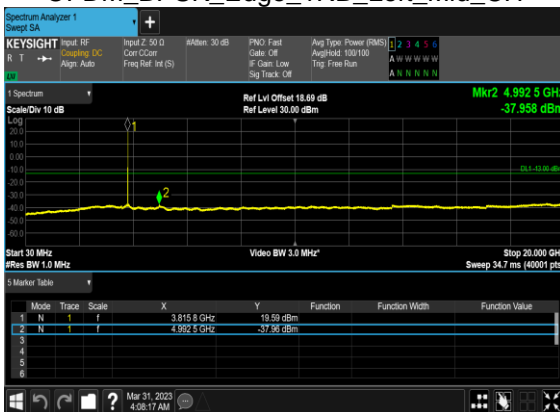 Spectrum Analyzer 1
Swept SA
+
KEYSIGHT Input: RF Input Z: 50 Ω #Atten: 30 dB PNO: Fast Avg Type: Power (RMS) 1 2 3 4 5 6
R T Coupling: DC Corr CCorr Gate: Off Avg|Hold: 100/100 A W W W W W
Align: Auto Freq Ref: Int (S) IF Gain: Low Trig: Free Run
Sig Track: Off A N N N N N
1 Spectrum
Scale/Div 10 dB Ref Lvl Offset 18.69 dB Mkr2 4.992 5 GHz
Ref Level 30.00 dBm -37.958 dBm
Log
20.0
10.0
0.00
-10.0
-20.0
-30.0
-40.0
-50.0
-60.0
1
2
DL1 -13.00 dBm
Start 30 MHz Video BW 3.0 MHz* Stop 20.000 GHz
#Res BW 1.0 MHz Sweep 34.7 ms (40001 pts)
5 Marker Table
Mode Trace Scale X Y Function Function Width Function Value
1 N 1 f 3.815 8 GHz 19.59 dBm
2 N 1 f 4.992 5 GHz -37.96 dBm
3
4
5
6
? Mar 31, 2023
4:08:17 AM